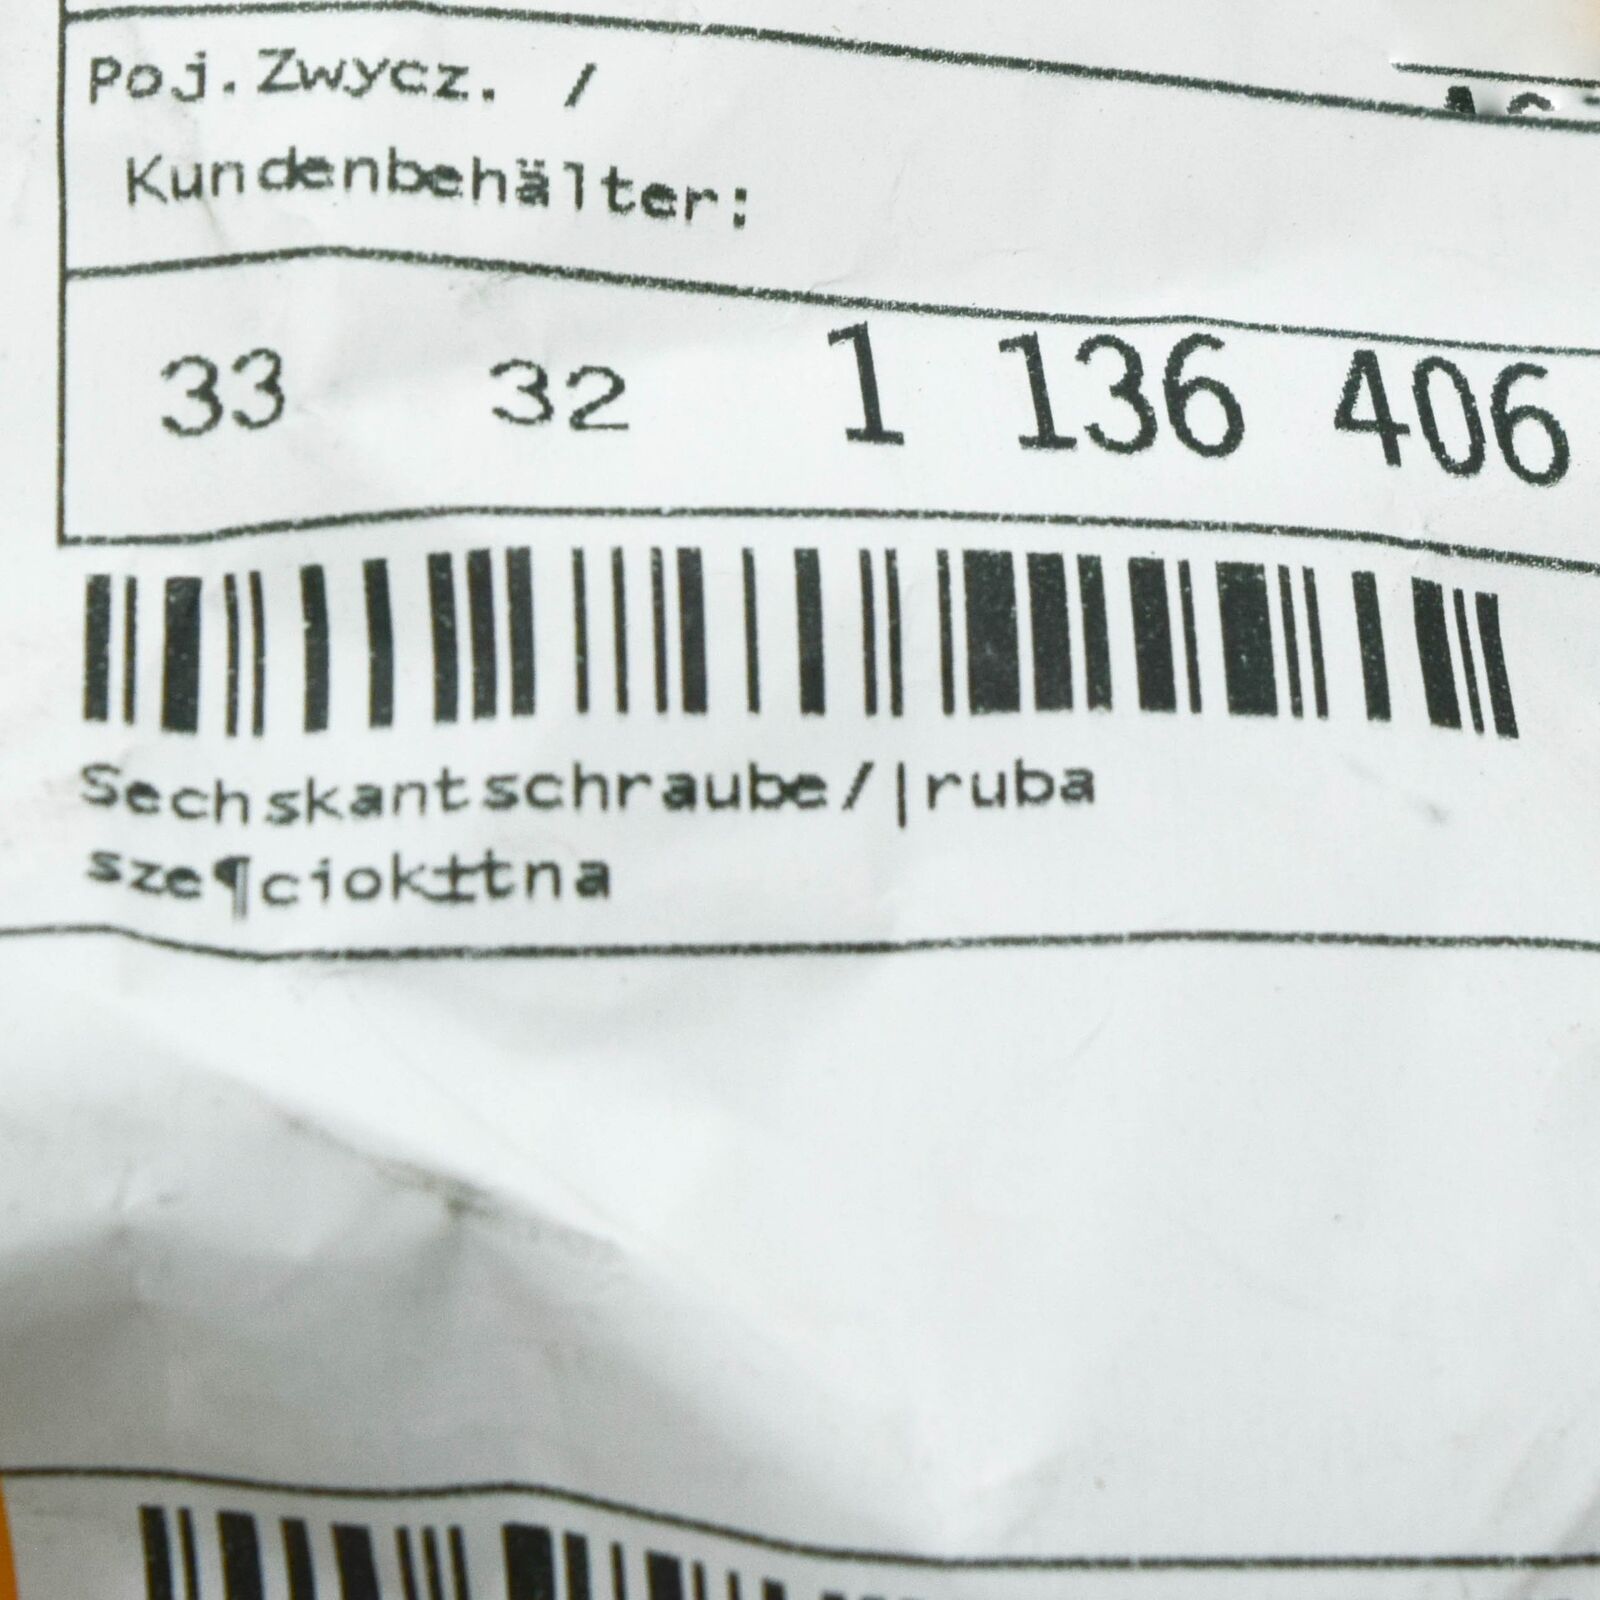 Poj.Zwycz. /
Kundenbehälter:
33 32 1 136 406
Sechskantschraube/|ruba
sze¶ciok±tna